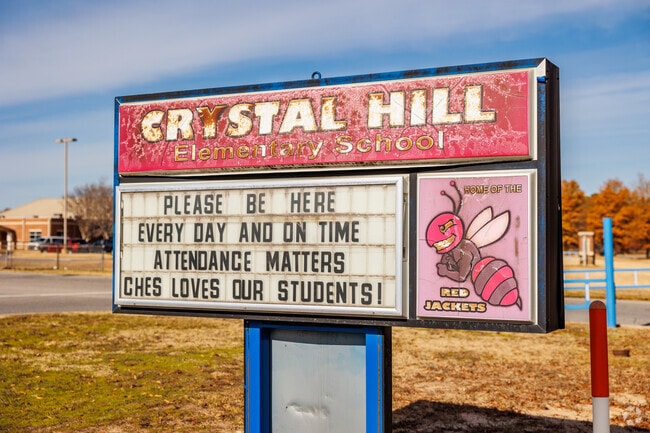 CRYSTAL HILL
Elementary School
PLEASE BE HERE
EVERY DAY AND ON TIME
ATTENDANCE MATTERS
CHES LOVES OUR STUDENTS!
HOME OF THE
RED
JACKETS